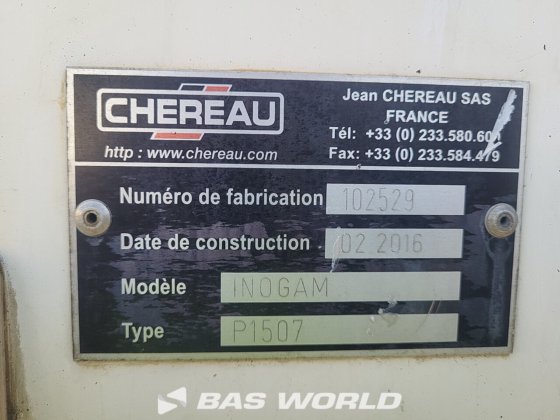 CHEREAU
http : www.chereau.com
Jean CHEREAU SAS
FRANCE
Tél: +33 (0) 233.580.601
Fax: +33 (0) 233.584.479
Numéro de fabrication 102529
Date de construction 02 2016
Modèle INOGAM
Type P1507
BAS WORLD